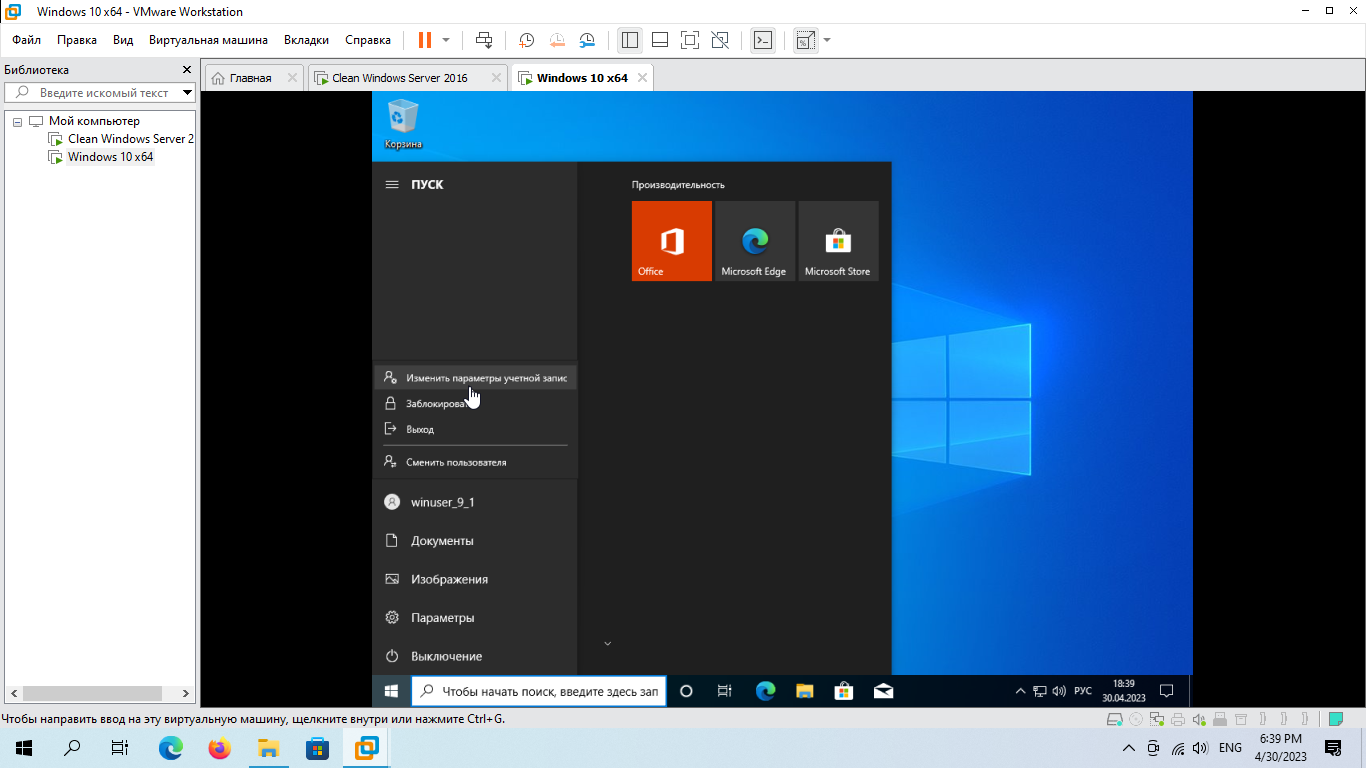 Windows 10 x64 - VMware Workstation
Файл Правка Вид Виртуальная машина Вкладки Справка
Библиотека
Введите искомый текст
Мой компьютер
Clean Windows Server 2
Windows 10 x64
Главная
Clean Windows Server 2016
Windows 10 x64
Корзина
ПУСК
Производительность
Office
Microsoft Edge
Microsoft Store
Изменить параметры учетной запис
Заблокироват
Выход
Сменить пользователя
winuser_9_1
Документы
Изображения
Параметры
Выключение
Чтобы начать поиск, введите здесь зап
РУС
18:39
30.04.2023
Чтобы направить ввод на эту виртуальную машину, щелкните внутри или нажмите Ctrl+G.
ENG
6:39 PM
4/30/2023